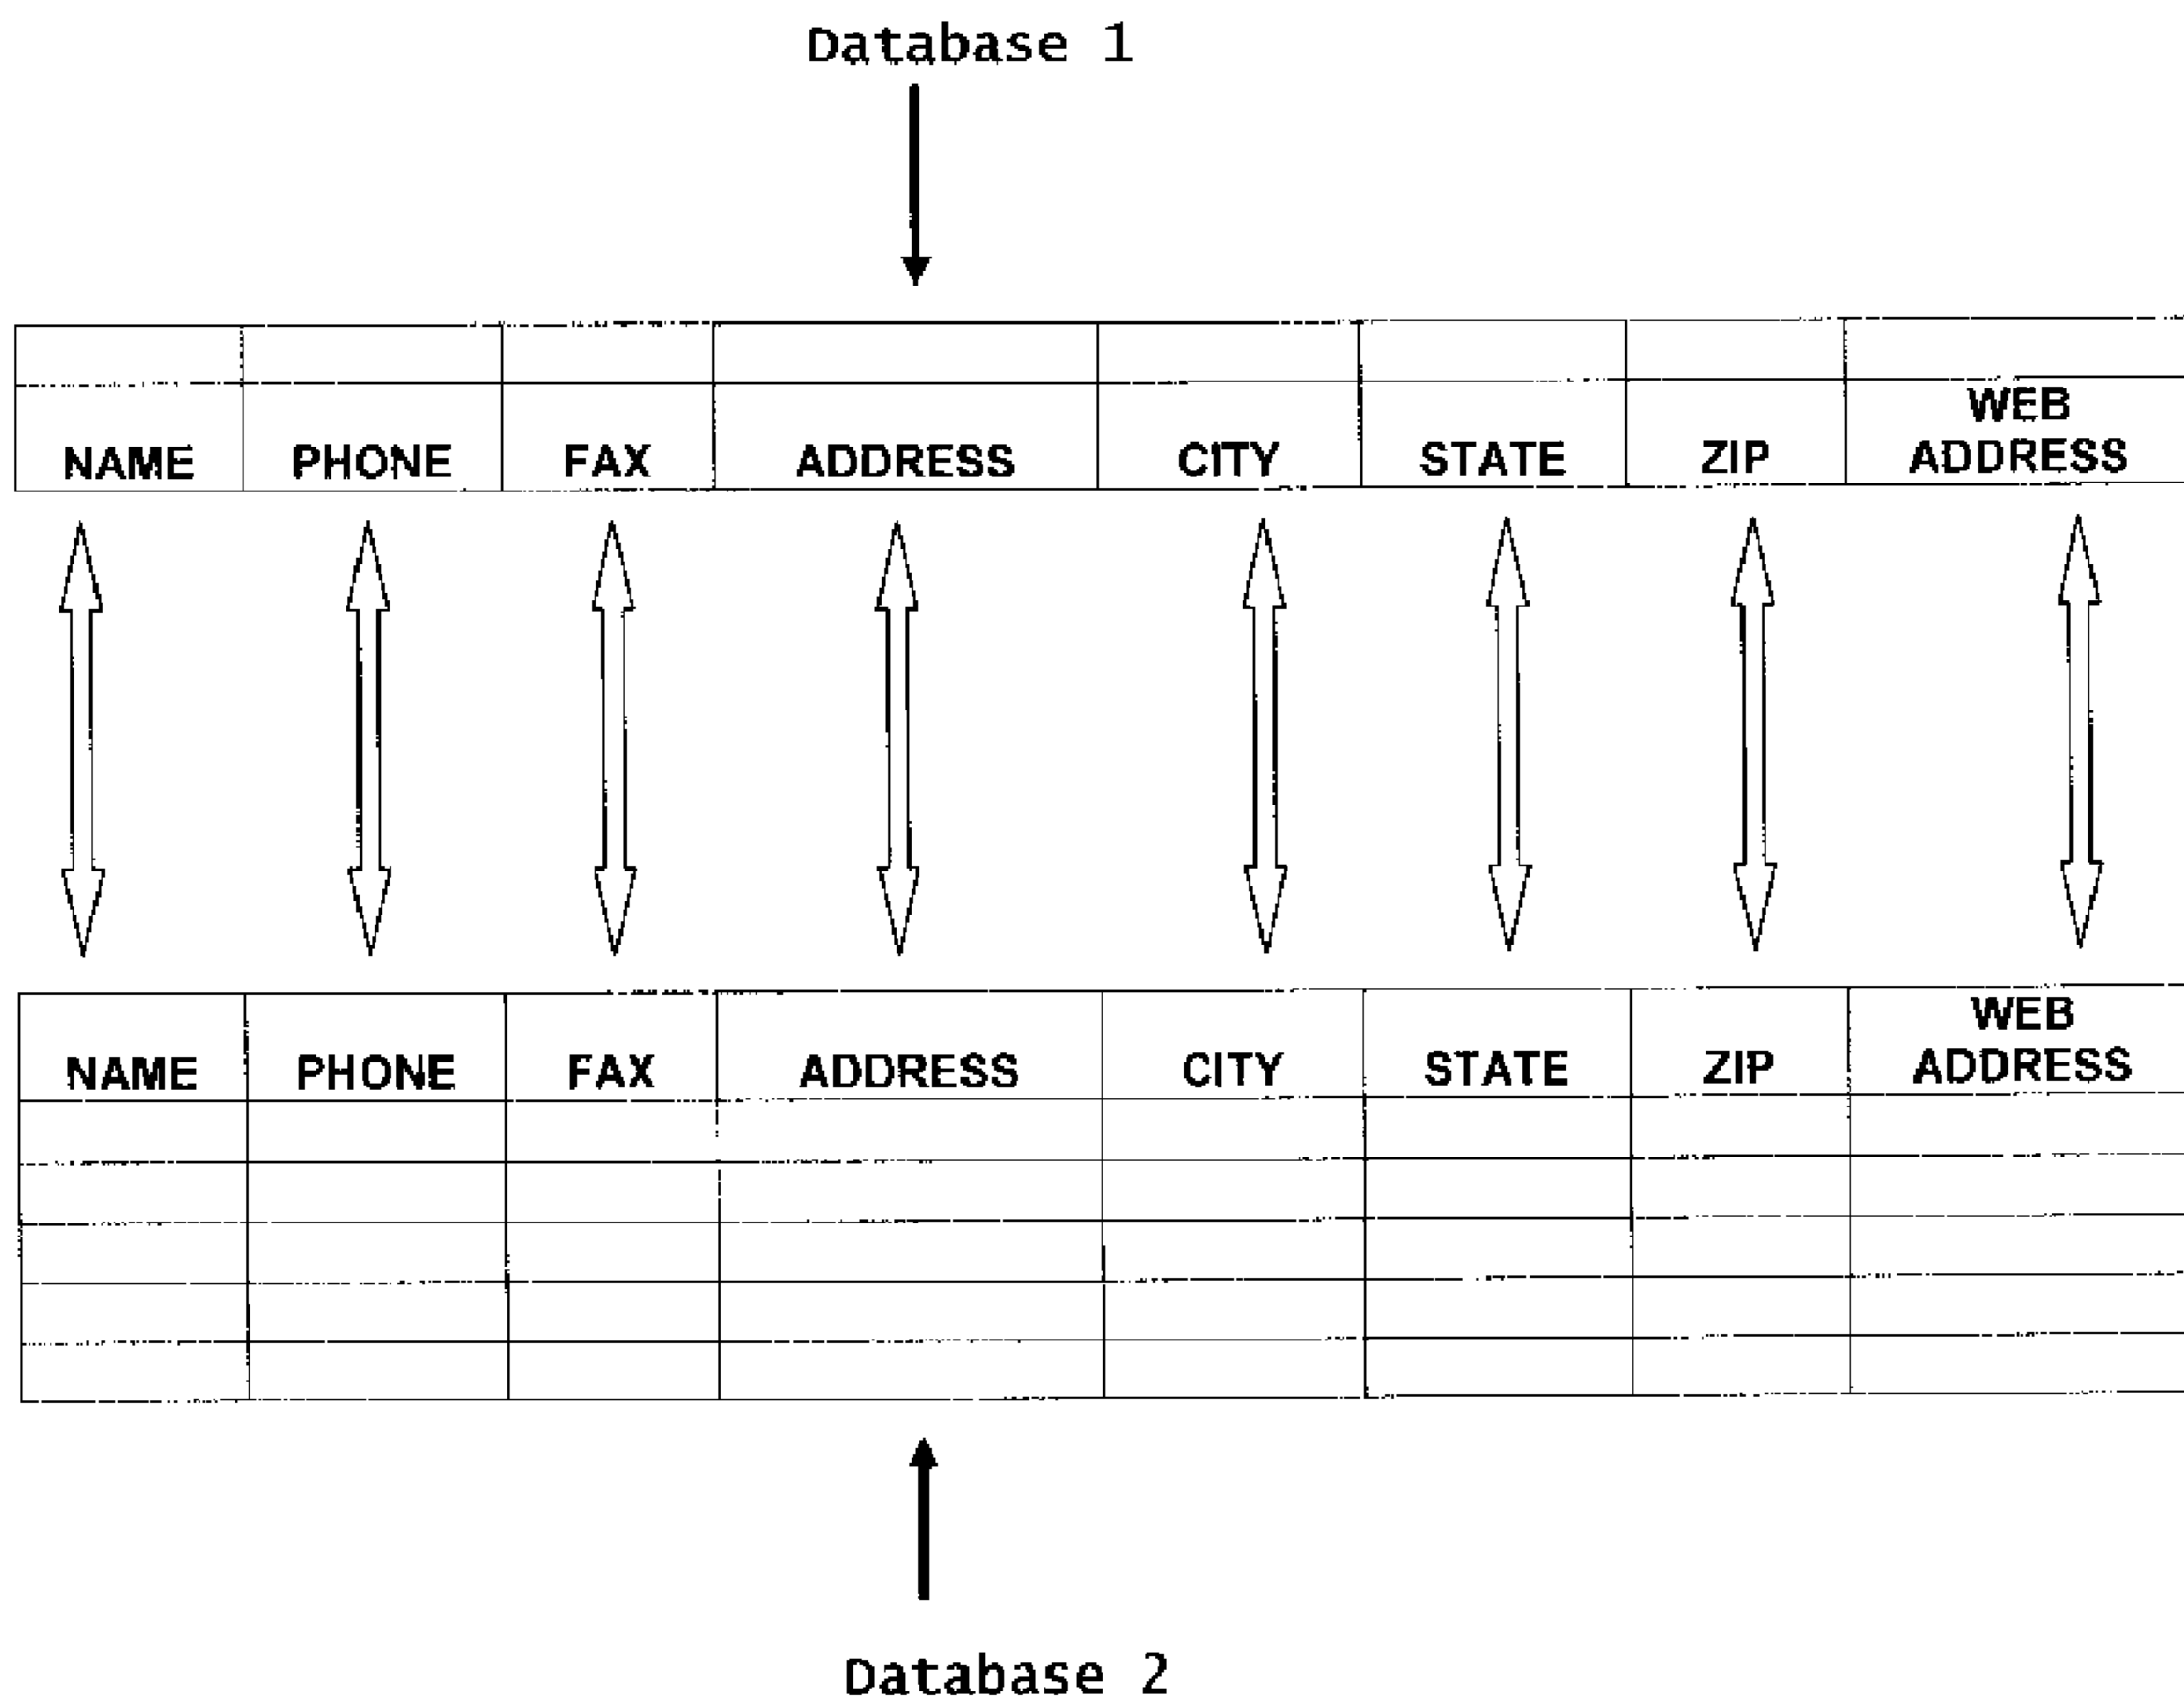 Database 1
NAME PHONE FAX ADDRESS CITY STATE ZIP WEB ADDRESS
NAME PHONE FAX ADDRESS CITY STATE ZIP WEB ADDRESS
Database 2